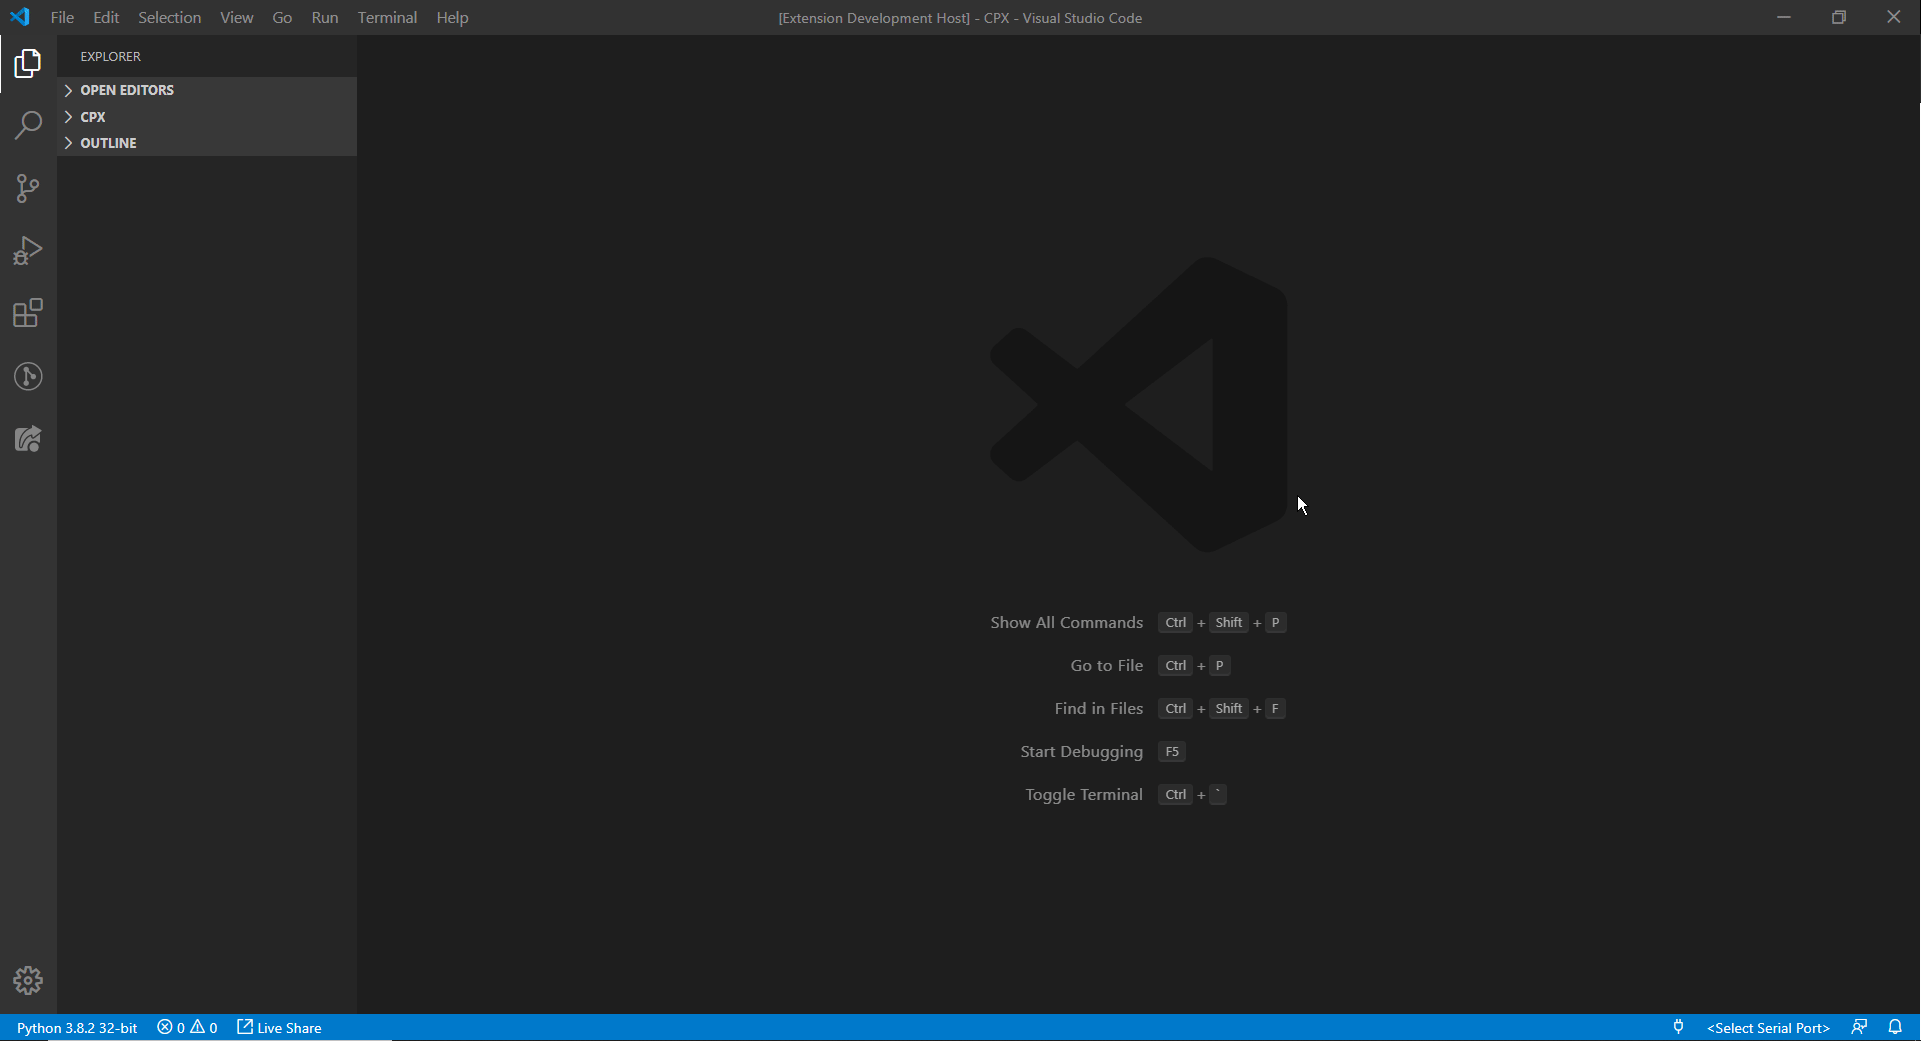 File Edit Selection View Go Run Terminal Help [Extension Development Host] - CPX - Visual Studio Code
EXPLORER
OPEN EDITORS
CPX
OUTLINE
Show All Commands Ctrl + Shift + P
Go to File Ctrl + P
Find in Files Ctrl + Shift + F
Start Debugging F5
Toggle Terminal Ctrl + `
Python 3.8.2 32-bit 0 0 Live Share <Select Serial Port>